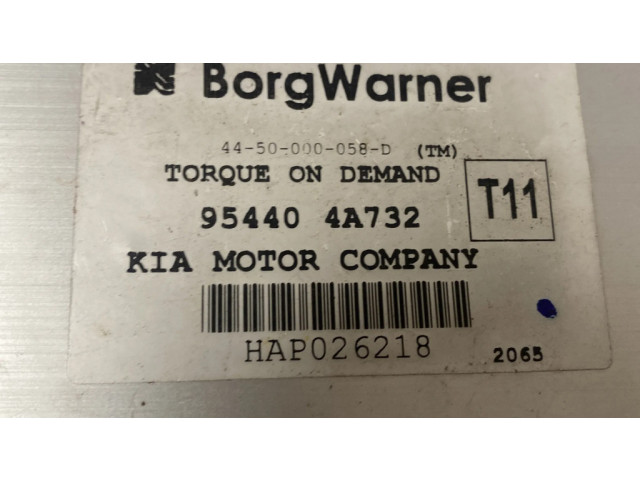 BorgWarner
44-50-000-058-D (TM)
TORQUE ON DEMAND
95440 4A732
T11
KIA MOTOR COMPANY
HAP026218
2065